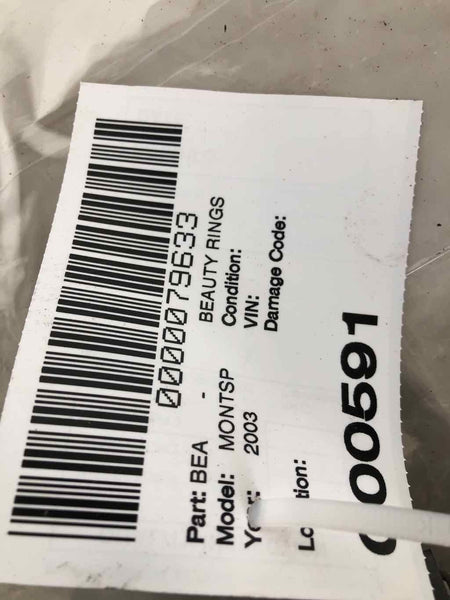 0000079633
Part: BEA - BEAUTY RINGS
Model: MONTSP Condition:
2003 VIN:
Damage Code:
00591